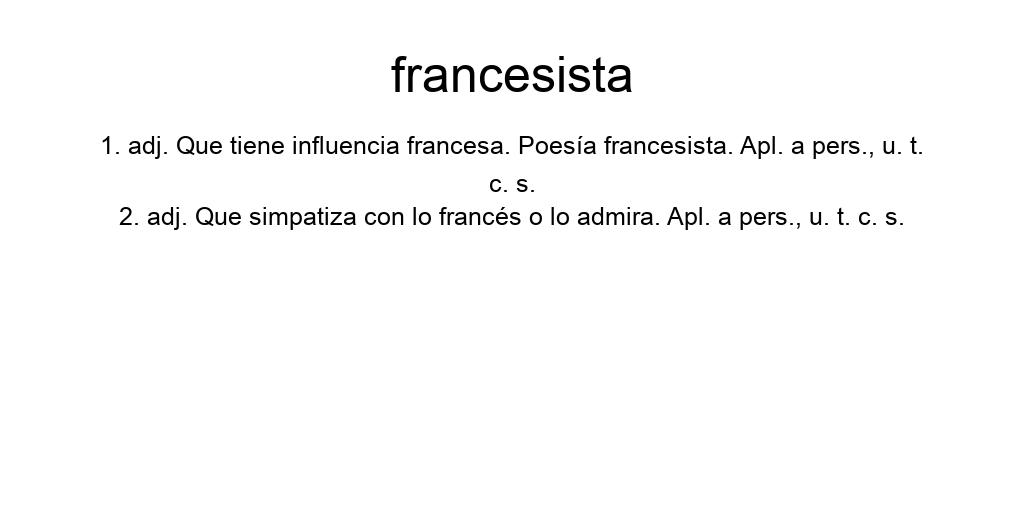 francesista
1. adj. Que tiene influencia francesa. Poesía francesista. Apl. a pers., u. t.
c. s.
2. adj. Que simpatiza con lo francés o lo admira. Apl. a pers., u. t. c. s.